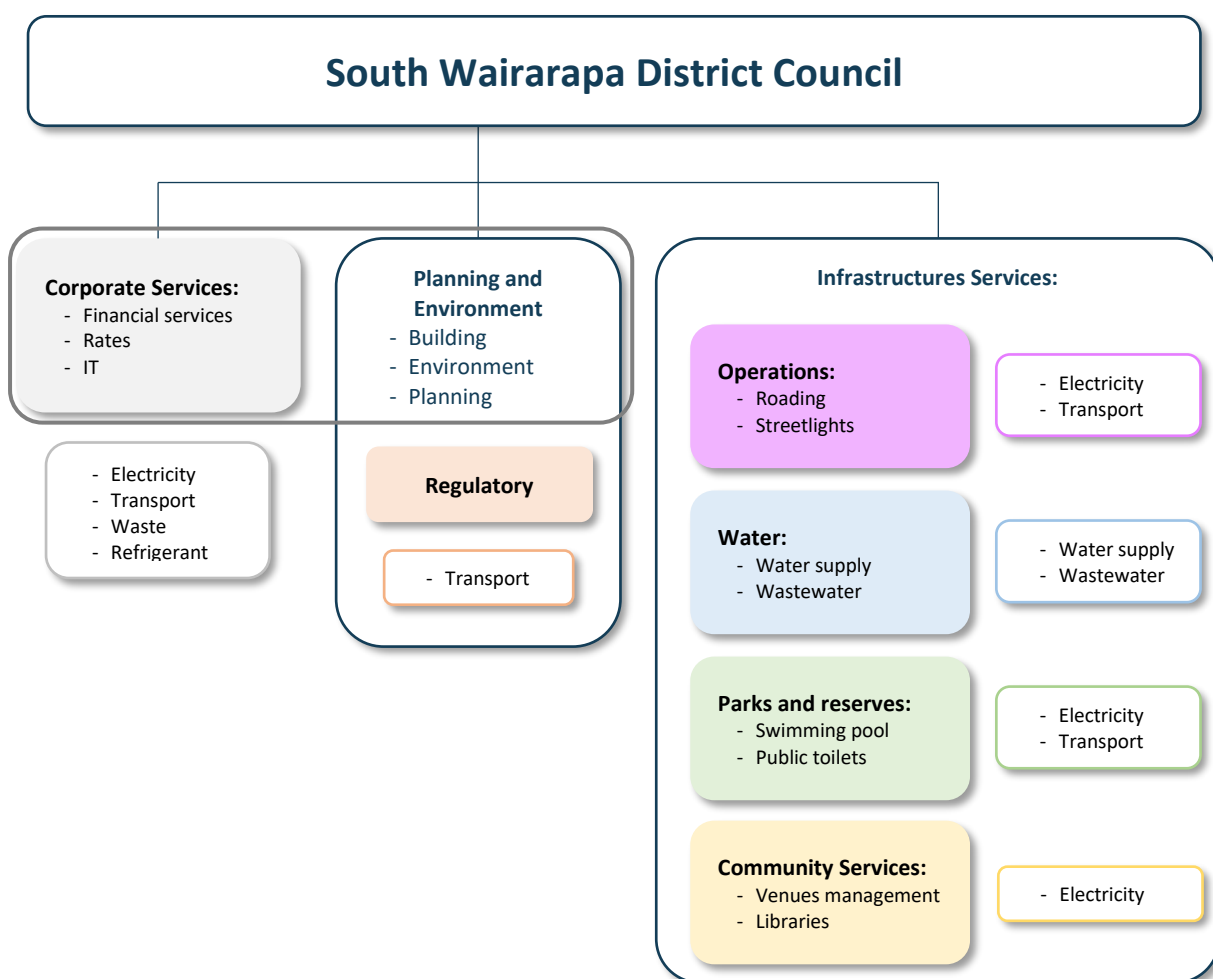 South Wairarapa District Council
Corporate Services:
- Financial services
- Rates
- IT
- Electricity
- Transport
- Waste
- Refrigerant
Planning and
Environment
- Building
- Environment
- Planning
Regulatory
- Transport
Infrastructures Services:
Operations:
- Roading
- Streetlights
- Electricity
- Transport
Water:
- Water supply
- Wastewater
- Water supply
- Wastewater
Parks and reserves:
- Swimming pool
- Public toilets
- Electricity
- Transport
Community Services:
- Venues management
- Libraries
- Electricity